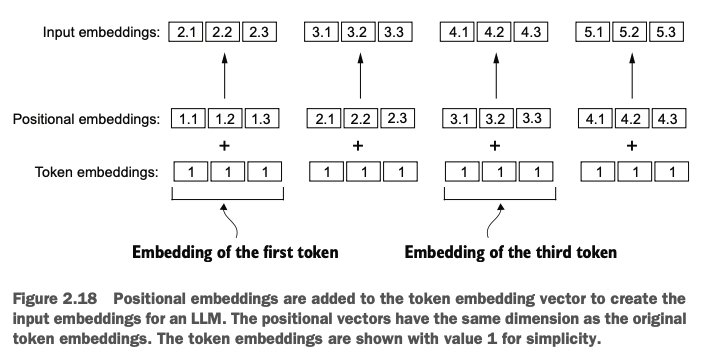 Input embeddings: 2.1 2.2 2.3 3.1 3.2 3.3 4.1 4.2 4.3 5.1 5.2 5.3
Positional embeddings: 1.1 1.2 1.3 2.1 2.2 2.3 3.1 3.2 3.3 4.1 4.2 4.3
+ + + +
Token embeddings: 1 1 1 1 1 1 1 1 1 1 1 1
Embedding of the first token Embedding of the third token
Figure 2.18 Positional embeddings are added to the token embedding vector to create the
input embeddings for an LLM. The positional vectors have the same dimension as the original
token embeddings. The token embeddings are shown with value 1 for simplicity.